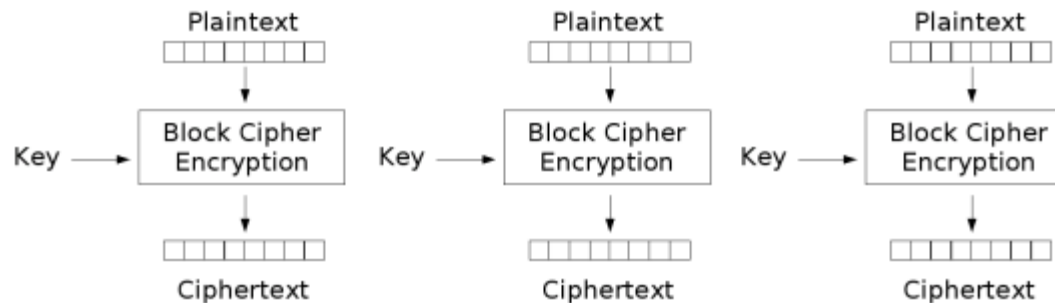 Plaintext Plaintext Plaintext
Key Block Cipher Encryption Key Block Cipher Encryption Key Block Cipher Encryption
Ciphertext Ciphertext Ciphertext